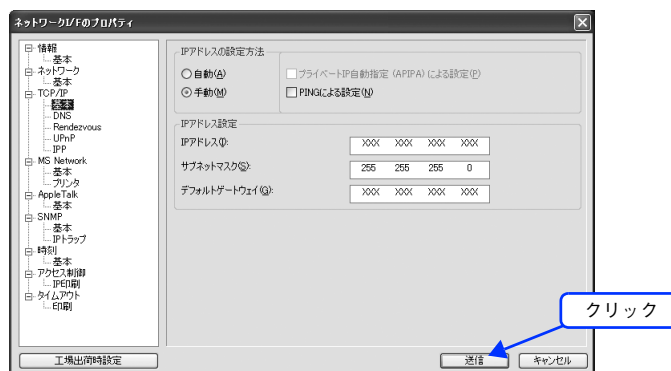 ネットワークI/Fのプロパティ
情報
基本
ネットワーク
基本
TCP/IP
基本
DNS
Rendezvous
UPnP
IPP
MS Network
基本
プリンタ
AppleTalk
基本
SNMP
基本
IPトラップ
時刻
基本
アクセス制御
IPE印刷
タイムアウト
印刷
IPアドレスの設定方法
自動(A)
手動(M)
プライベートIP自動指定 (APIPA) による設定(P)
PINGによる設定(N)
IPアドレス設定
IPアドレス(I):
XXX XXX XXX XXX
サブネットマスク(S):
255 255 255 0
デフォルトゲートウェイ(G):
XXX XXX XXX XXX
クリック
工場出荷時設定
送信
キャンセル